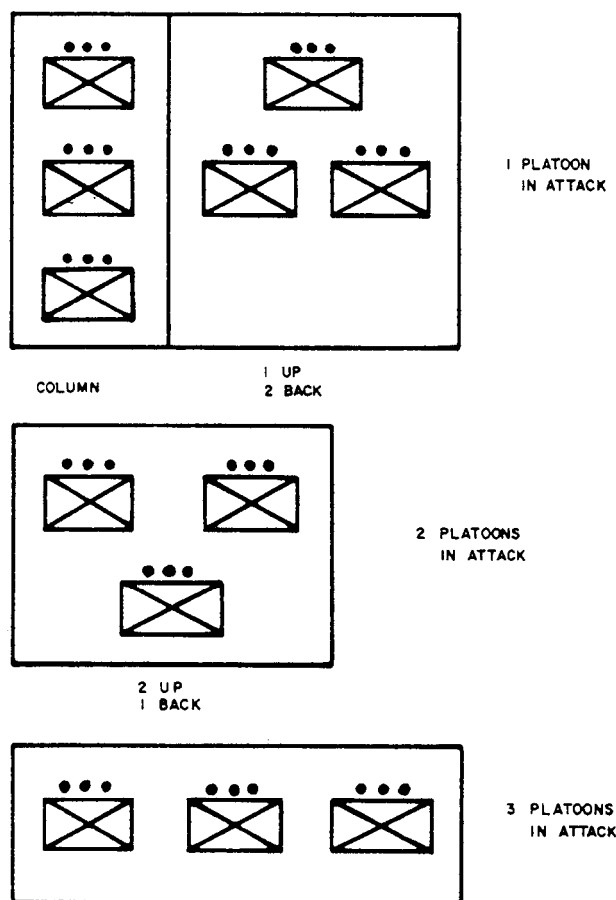 1 PLATOON
IN ATTACK
COLUMN
1 UP
2 BACK
2 PLATOONS
IN ATTACK
2 UP
1 BACK
3 PLATOONS
IN ATTACK